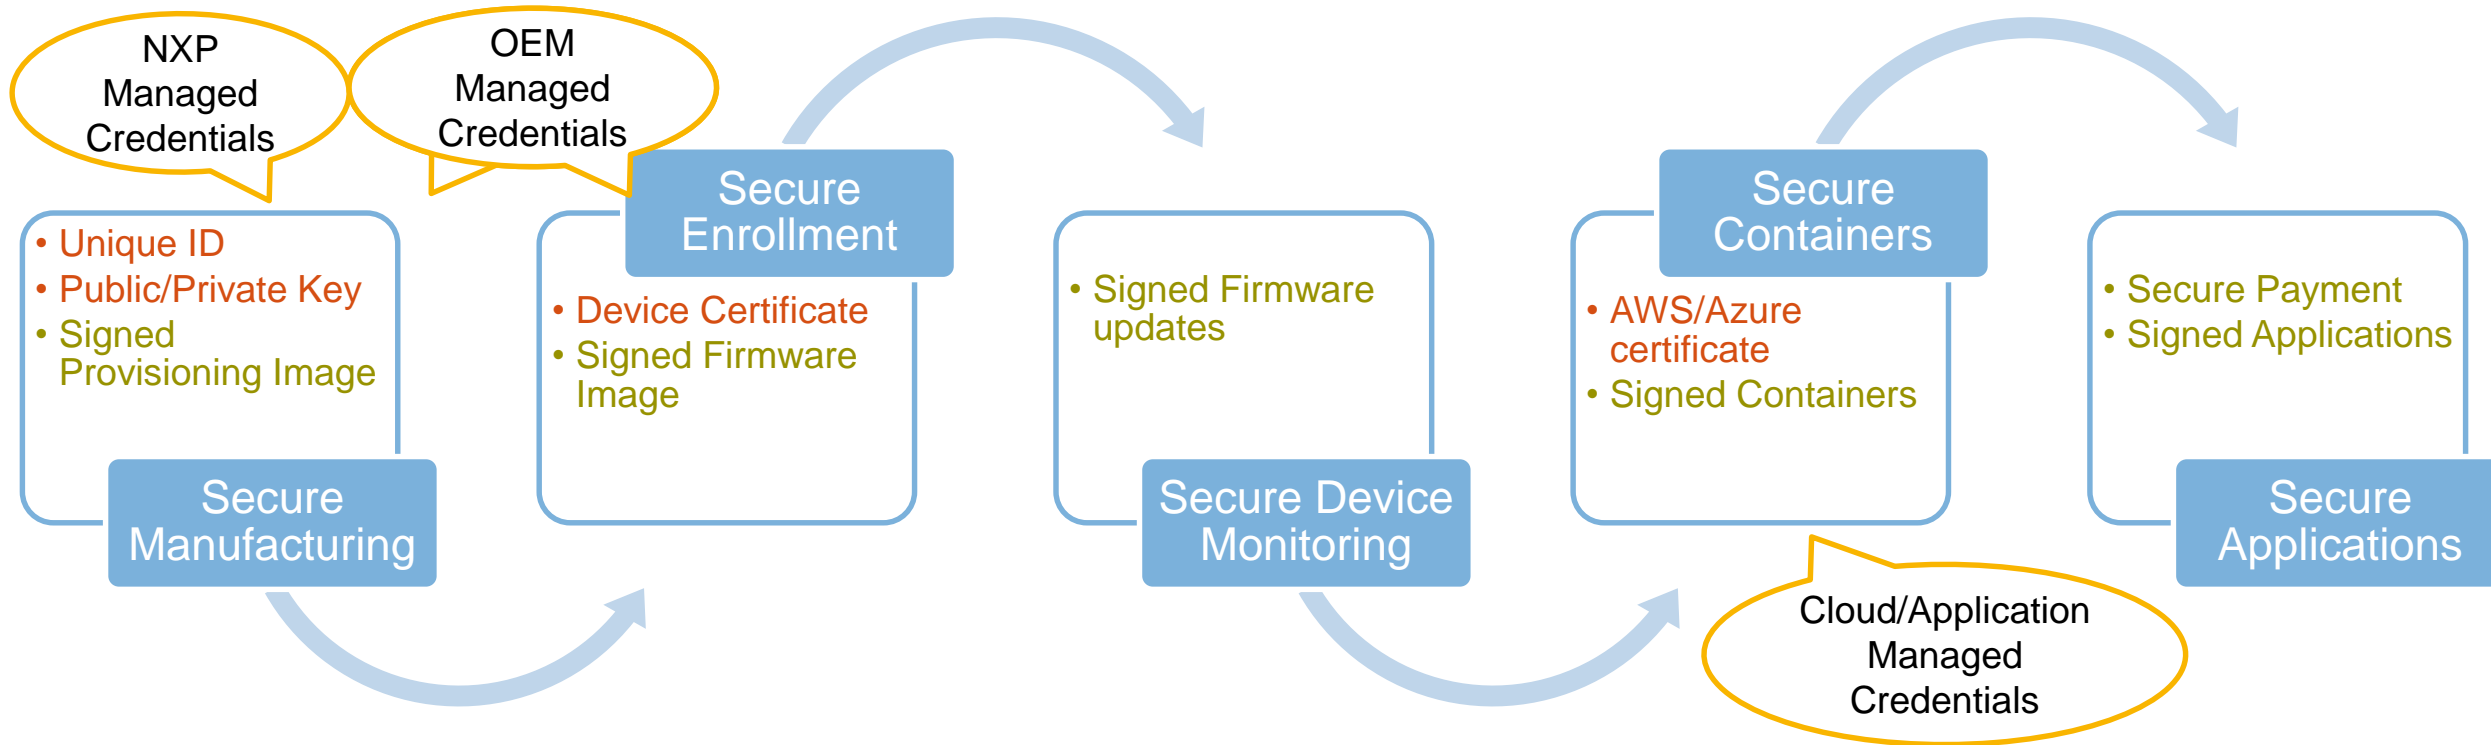 NXP
Managed
Credentials
OEM
Managed
Credentials
• Unique ID
• Public/Private Key
• Signed
Provisioning Image
Secure
Manufacturing
Secure
Enrollment
• Device Certificate
• Signed Firmware
Image
• Signed Firmware
updates
Secure Device
Monitoring
Secure
Containers
• AWS/Azure
certificate
• Signed Containers
Cloud/Application
Managed
Credentials
• Secure Payment
• Signed Applications
Secure
Applications